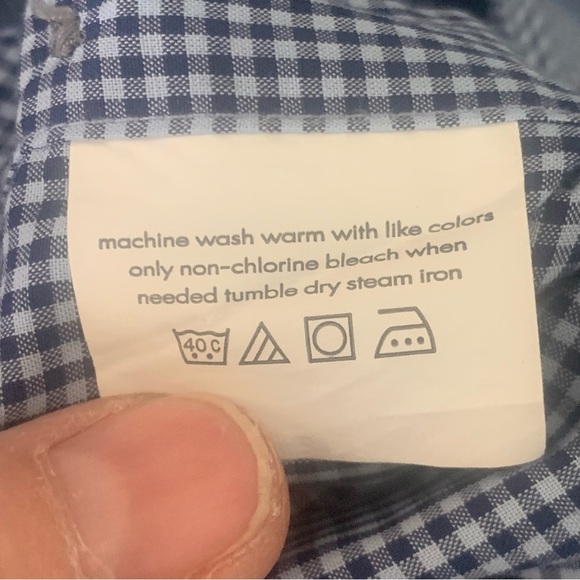 machine wash warm with like colors
only non-chlorine bleach when
needed tumble dry steam iron
40 C